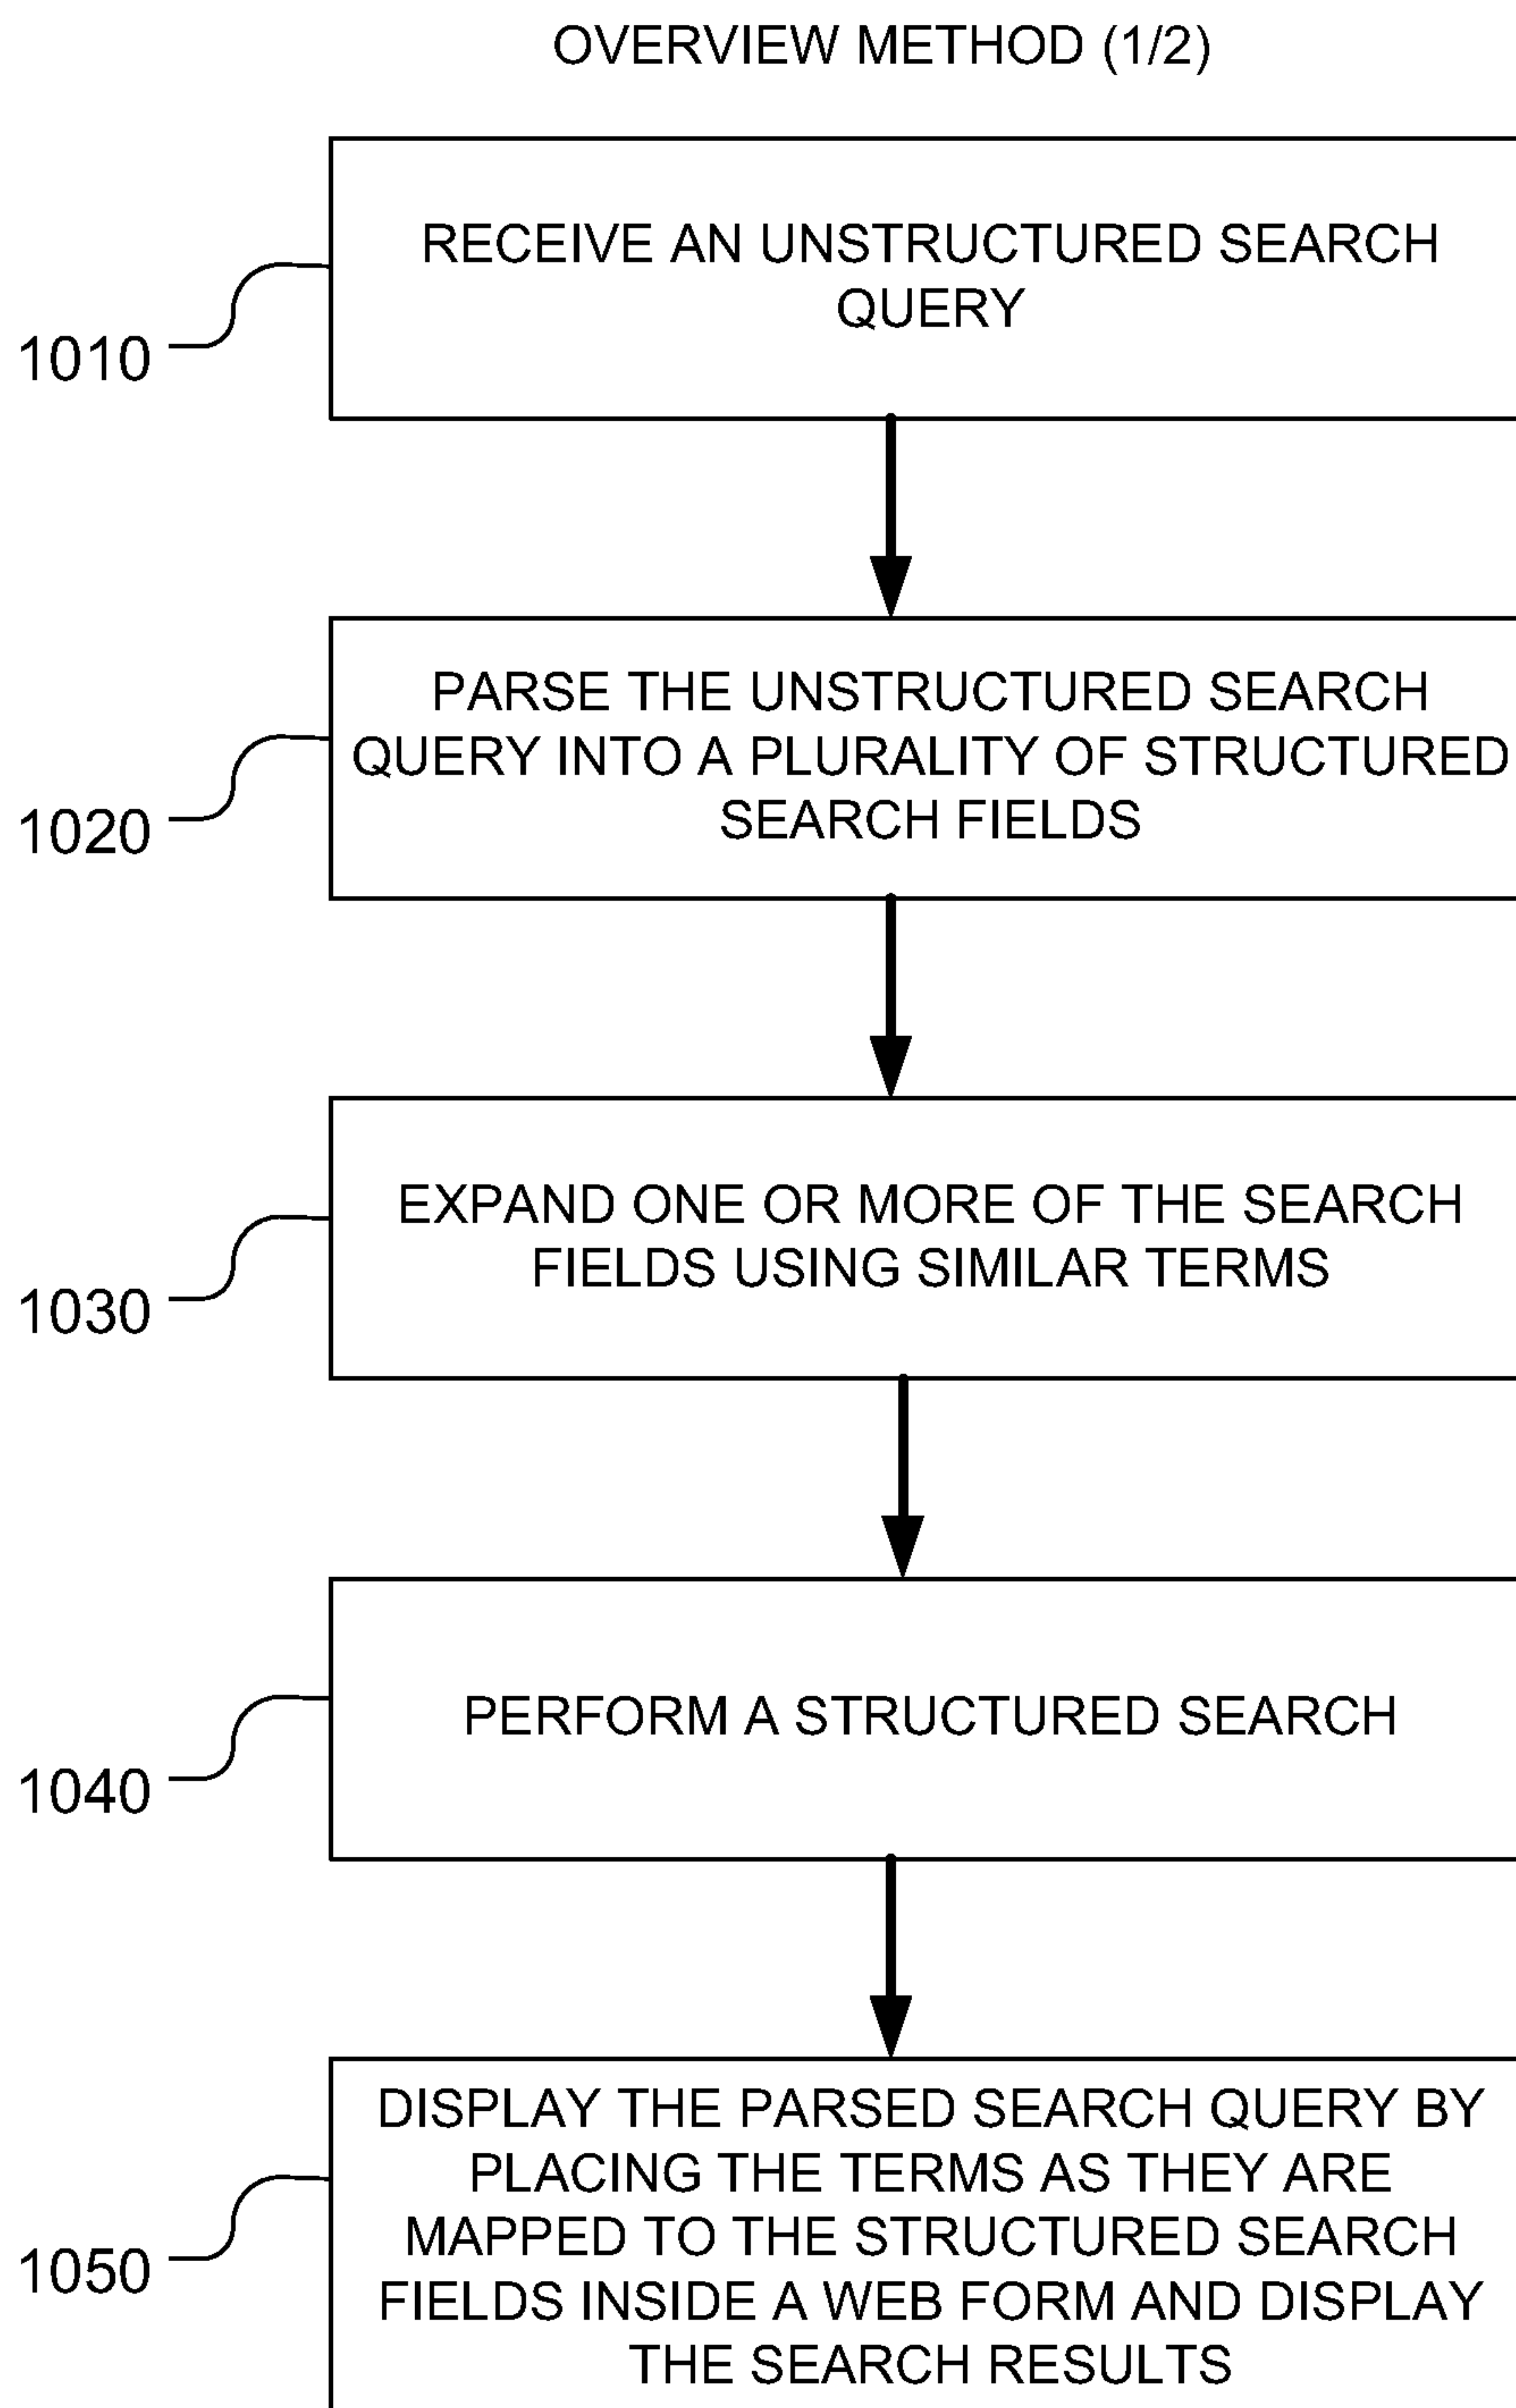 OVERVIEW METHOD (1/2)
RECEIVE AN UNSTRUCTURED SEARCH
QUERY
1010
PARSE THE UNSTRUCTURED SEARCH
QUERY INTO A PLURALITY OF STRUCTURED
SEARCH FIELDS
1020
EXPAND ONE OR MORE OF THE SEARCH
FIELDS USING SIMILAR TERMS
1030
PERFORM A STRUCTURED SEARCH
1040
DISPLAY THE PARSED SEARCH QUERY BY
PLACING THE TERMS AS THEY ARE
MAPPED TO THE STRUCTURED SEARCH
FIELDS INSIDE A WEB FORM AND DISPLAY
THE SEARCH RESULTS
1050